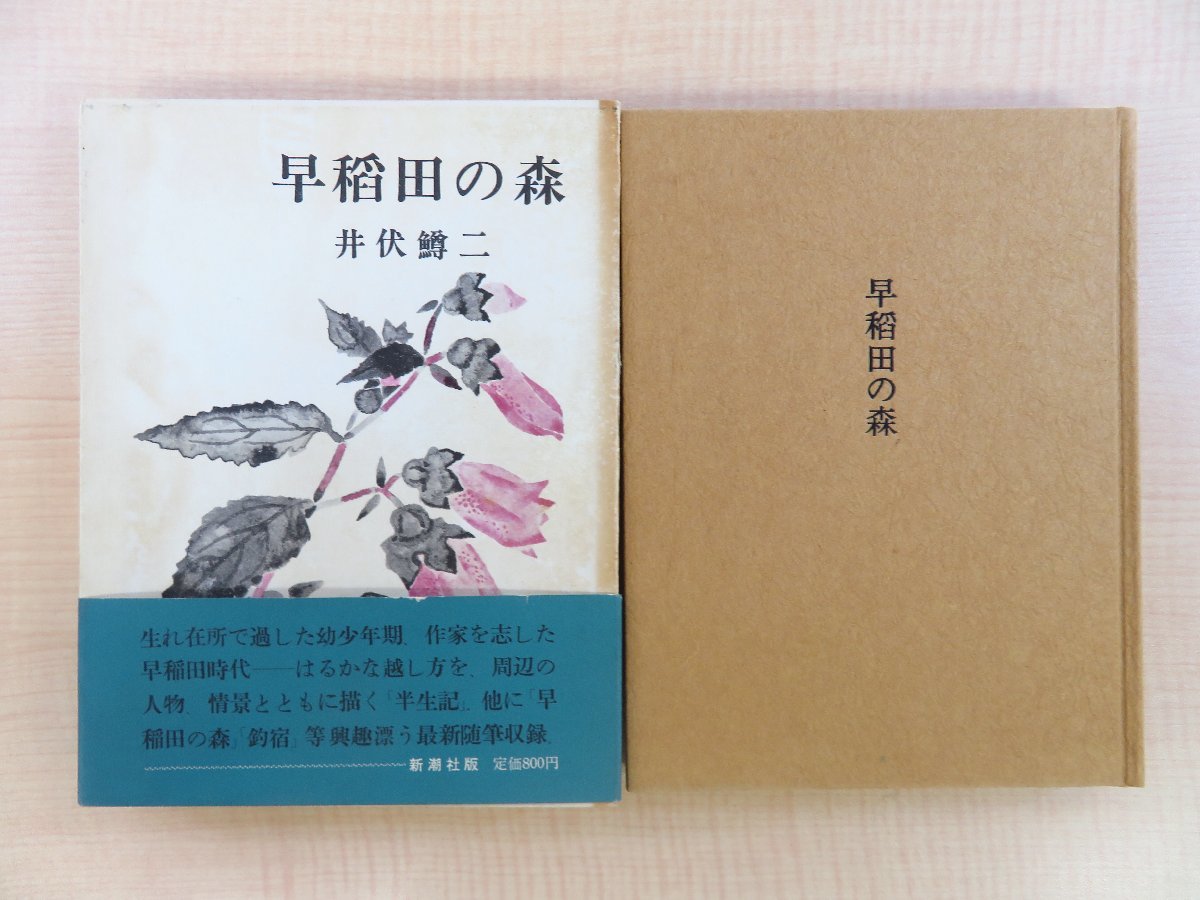 早稲田の森
井伏鱒二
生れ在所で過した幼少年期、作家を志した
早稲田時代──はるかな越し方を、周辺の
人物、情景とともに描く「半生記」。他に「早
稲田の森」「釣宿」等興趣漂う最新随筆収録。
新潮社版 定価800円
早稲田の森